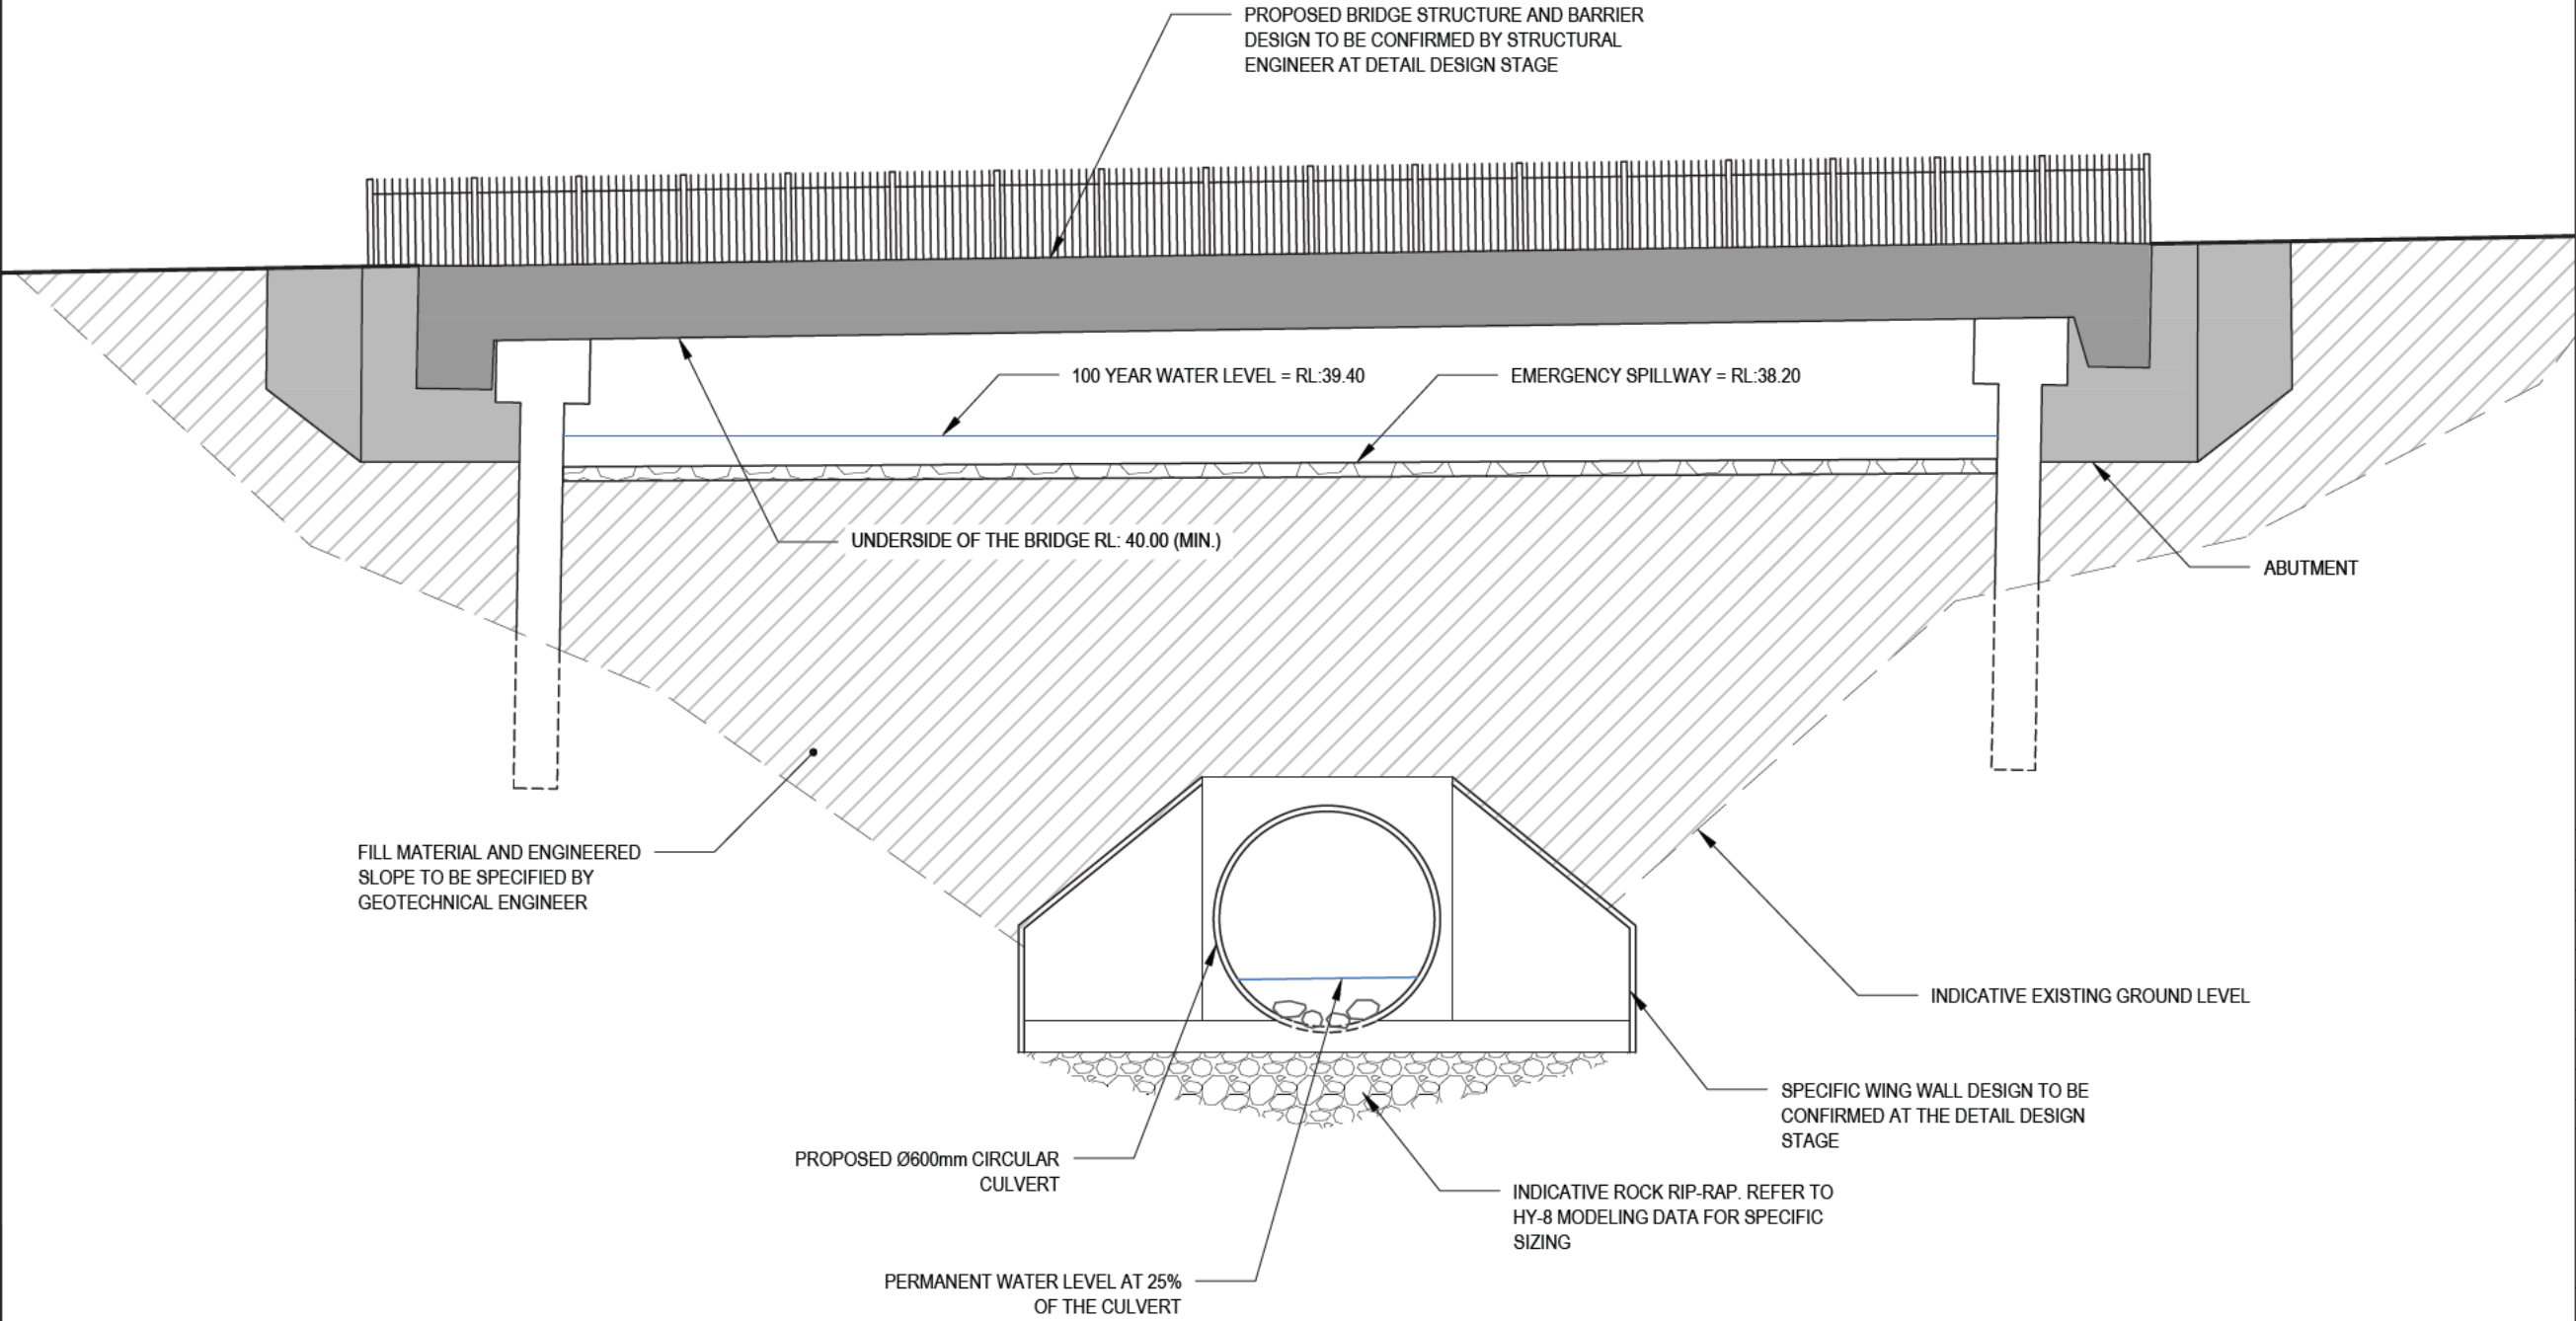 PROPOSED BRIDGE STRUCTURE AND BARRIER
DESIGN TO BE CONFIRMED BY STRUCTURAL
ENGINEER AT DETAIL DESIGN STAGE
100 YEAR WATER LEVEL = RL:39.40
EMERGENCY SPILLWAY = RL:38.20
UNDERSIDE OF THE BRIDGE RL: 40.00 (MIN.)
ABUTMENT
FILL MATERIAL AND ENGINEERED
SLOPE TO BE SPECIFIED BY
GEOTECHNICAL ENGINEER
INDICATIVE EXISTING GROUND LEVEL
SPECIFIC WING WALL DESIGN TO BE
CONFIRMED AT THE DETAIL DESIGN
STAGE
PROPOSED Ø600mm CIRCULAR
CULVERT
INDICATIVE ROCK RIP-RAP. REFER TO
HY-8 MODELING DATA FOR SPECIFIC
SIZING
PERMANENT WATER LEVEL AT 25%
OF THE CULVERT